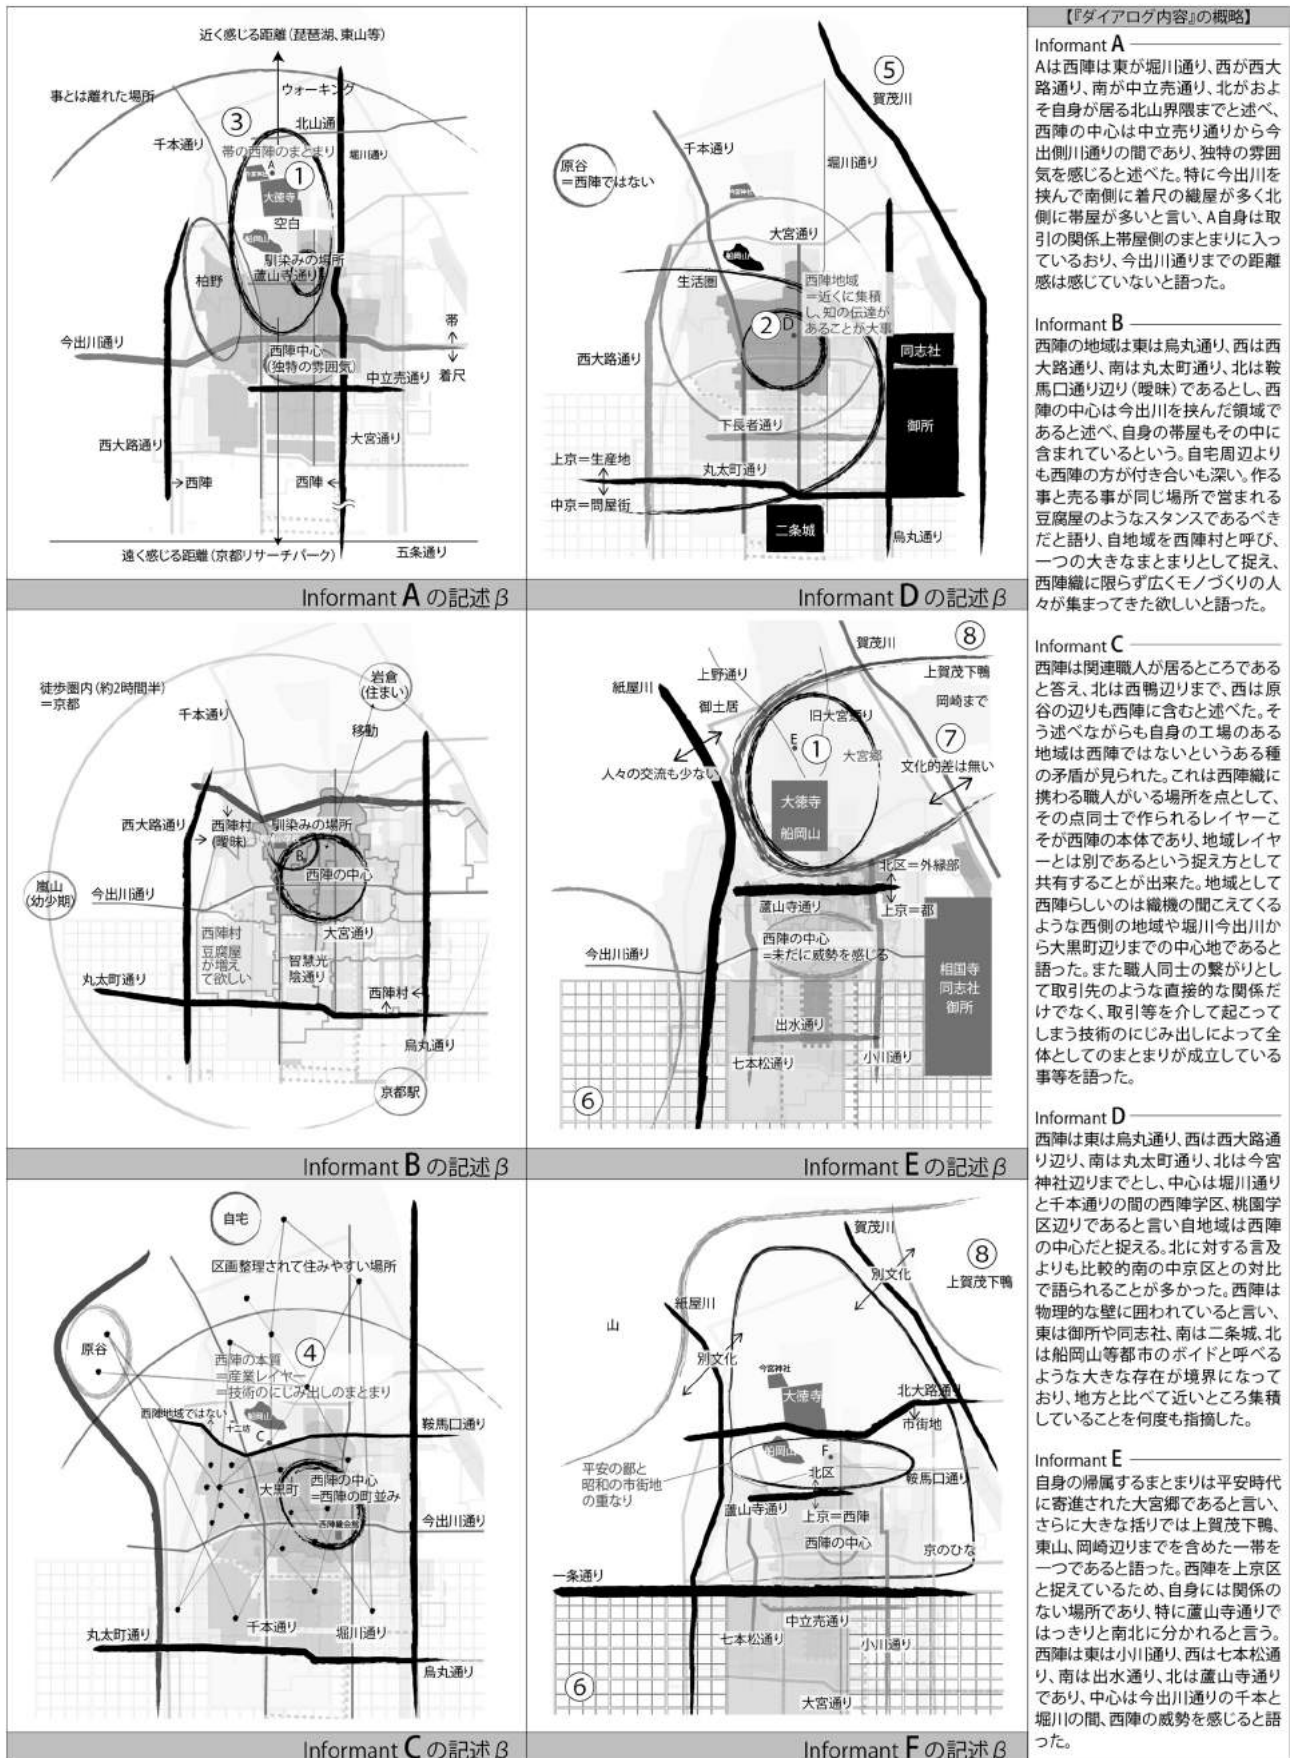 近く感じる距離(琵琶湖、東山等)
事とは離れた場所
ウォーキング
北山通
③
千本通り
帯の西陣のまとまり
堀川通り
A
①
今宮神社
大徳寺
空白
船岡山
馴染みの場所
柏野
蘆山寺通り
今出川通り
帯
西陣中心
(独特の雰囲気)
着尺
中立売通り
西大路通り
大宮通り
→西陣
西陣←
遠く感じる距離(京都リサーチパーク)
五条通り
Informant A の記述β
⑤
賀茂川
千本通り
堀川通り
原谷
=西陣ではない
今宮神社
大宮通り
船岡山
生活圏
西陣地域
=近くに集積
し、知の伝達が
あることが大事
②
D
西大路通り
同志社
下長者通り
御所
上京=生産地
丸太町通り
中京=問屋街
二条城
烏丸通り
Informant D の記述β
徒歩圏内(約2時間半)
=京都
岩倉
(住まい)
千本通り
移動
西大路通り
西陣村
(曖昧)
馴染みの場所
B
西陣の中心
嵐山
(幼少期)
今出川通り
大宮通り
西陣村
豆腐屋
が増え
て欲しい
智慧光
陰通り
丸太町通り
西陣村
烏丸通り
京都駅
Informant B の記述β
賀茂川
⑧
上野通り
上賀茂下鴨
紙屋川
御土居
岡崎まで
旧大宮通り
E
①
大宮郷
⑦
人々の交流も少ない
文化的差は無い
大徳寺
船岡山
北区=外縁部
蘆山寺通り
上京=都
西陣の中心
=未だに威勢を感じる
今出川通り
相国寺
同志社
御所
出水通り
七本松通り
小川通り
⑥
Informant E の記述β
自宅
区画整理されて住みやすい場所
原谷
西陣の本質
④
=産業レイヤー
=技術のにじみ出しのまとまり
西陣地域ではない
十二坊
船岡山
C
鞍馬口通り
大黒町
西陣の中心
=西陣の町並み
西陣織会館
今出川通り
千本通り
堀川通り
丸太町通り
烏丸通り
Informant C の記述β
賀茂川
⑧
別文化
上賀茂下鴨
紙屋川
山
別文化
今宮神社
大徳寺
北大路通り
市街地
船岡山
F
平安の鄙と
昭和の市街地
の重なり
北区
鞍馬口通り
蘆山寺通り
上京=西陣
西陣の中心
京のひな
一条通り
中立売通り
七本松通り
小川通り
⑥
大宮通り
Informant F の記述β
【『ダイアログ内容』の概略】
Informant A
Aは西陣は東が堀川通り、西が西大
路通り、南が中立売通り、北がおよ
そ自身が居る北山界隈までと述べ、
西陣の中心は中立売り通りから今
出側川通りの間であり、独特の雰囲
気を感じると述べた。特に今出川を
挟んで南側に着尺の織屋が多く北
側に帯屋が多いと言い、A自身は取
引の関係上帯屋側のまとまりに入っ
ているおり、今出川通りまでの距離
感は感じていないと語った。
Informant B
西陣の地域は東は烏丸通り、西は西
大路通り、南は丸太町通り、北は鞍
馬口通り辺り(曖昧)であるとし、西
陣の中心は今出川を挟んだ領域で
あると述べ、自身の帯屋もその中に
含まれているという。自宅周辺より
も西陣の方が付き合いも深い。作る
事と売る事が同じ場所で営まれる
豆腐屋のようなスタンスであるべき
だと語り、自地域を西陣村と呼び、
一つの大きなまとまりとして捉え、
西陣織に限らず広くモノづくりの人
々が集まってきた欲しいと語った。
Informant C
西陣は関連職人が居るところである
と答え、北は西鴨辺りまで、西は原
谷の辺りも西陣に含むと述べた。そ
う述べながらも自身の工場のある
地域は西陣ではないというある種
の矛盾が見られた。これは西陣織に
携わる職人がいる場所を点として、
その点同士で作られるレイヤーこ
そが西陣の本体であり、地域レイヤ
ーとは別であるという捉え方として
共有することが出来た。地域として
西陣らしいのは織機の聞こえてくる
ような西側の地域や堀川今出川か
ら大黒町辺りまでの中心地であると
語った。また職人同士の繋がりとし
て取引先のような直接的な関係だ
けでなく、取引等を介して起こって
しまう技術のにじみ出しによって全
体としてのまとまりが成立している
事等を語った。
Informant D
西陣は東は烏丸通り、西は西大路通
り辺り、南は丸太町通り、北は今宮
神社辺りまでとし、中心は堀川通り
と千本通りの間の西陣学区、桃園学
区辺りであると言い自地域は西陣
の中心だと捉える。北に対する言及
よりも比較的南の中京区との対比
で語られることが多かった。西陣は
物理的な壁に囲われていると言い、
東は御所や同志社、南は二条城、北
は船岡山等都市のボイドと呼べる
ような大きな存在が境界になって
おり、地方と比べて近いところ集積
していることを何度も指摘した。
Informant E
自身の帰属するまとまりは平安時代
に寄進された大宮郷であると言い、
さらに大きな括りでは上賀茂下鴨、
東山、岡崎辺りまでを含めた一帯を
一つであると語った。西陣を上京区
と捉えているため、自身には関係の
ない場所であり、特に蘆山寺通りで
はっきりと南北に分かれると言う。
西陣は東は小川通り、西は七本松通
り、南は出水通り、北は蘆山寺通り
であり、中心は今出川通りの千本と
堀川の間、西陣の威勢を感じると語
った。